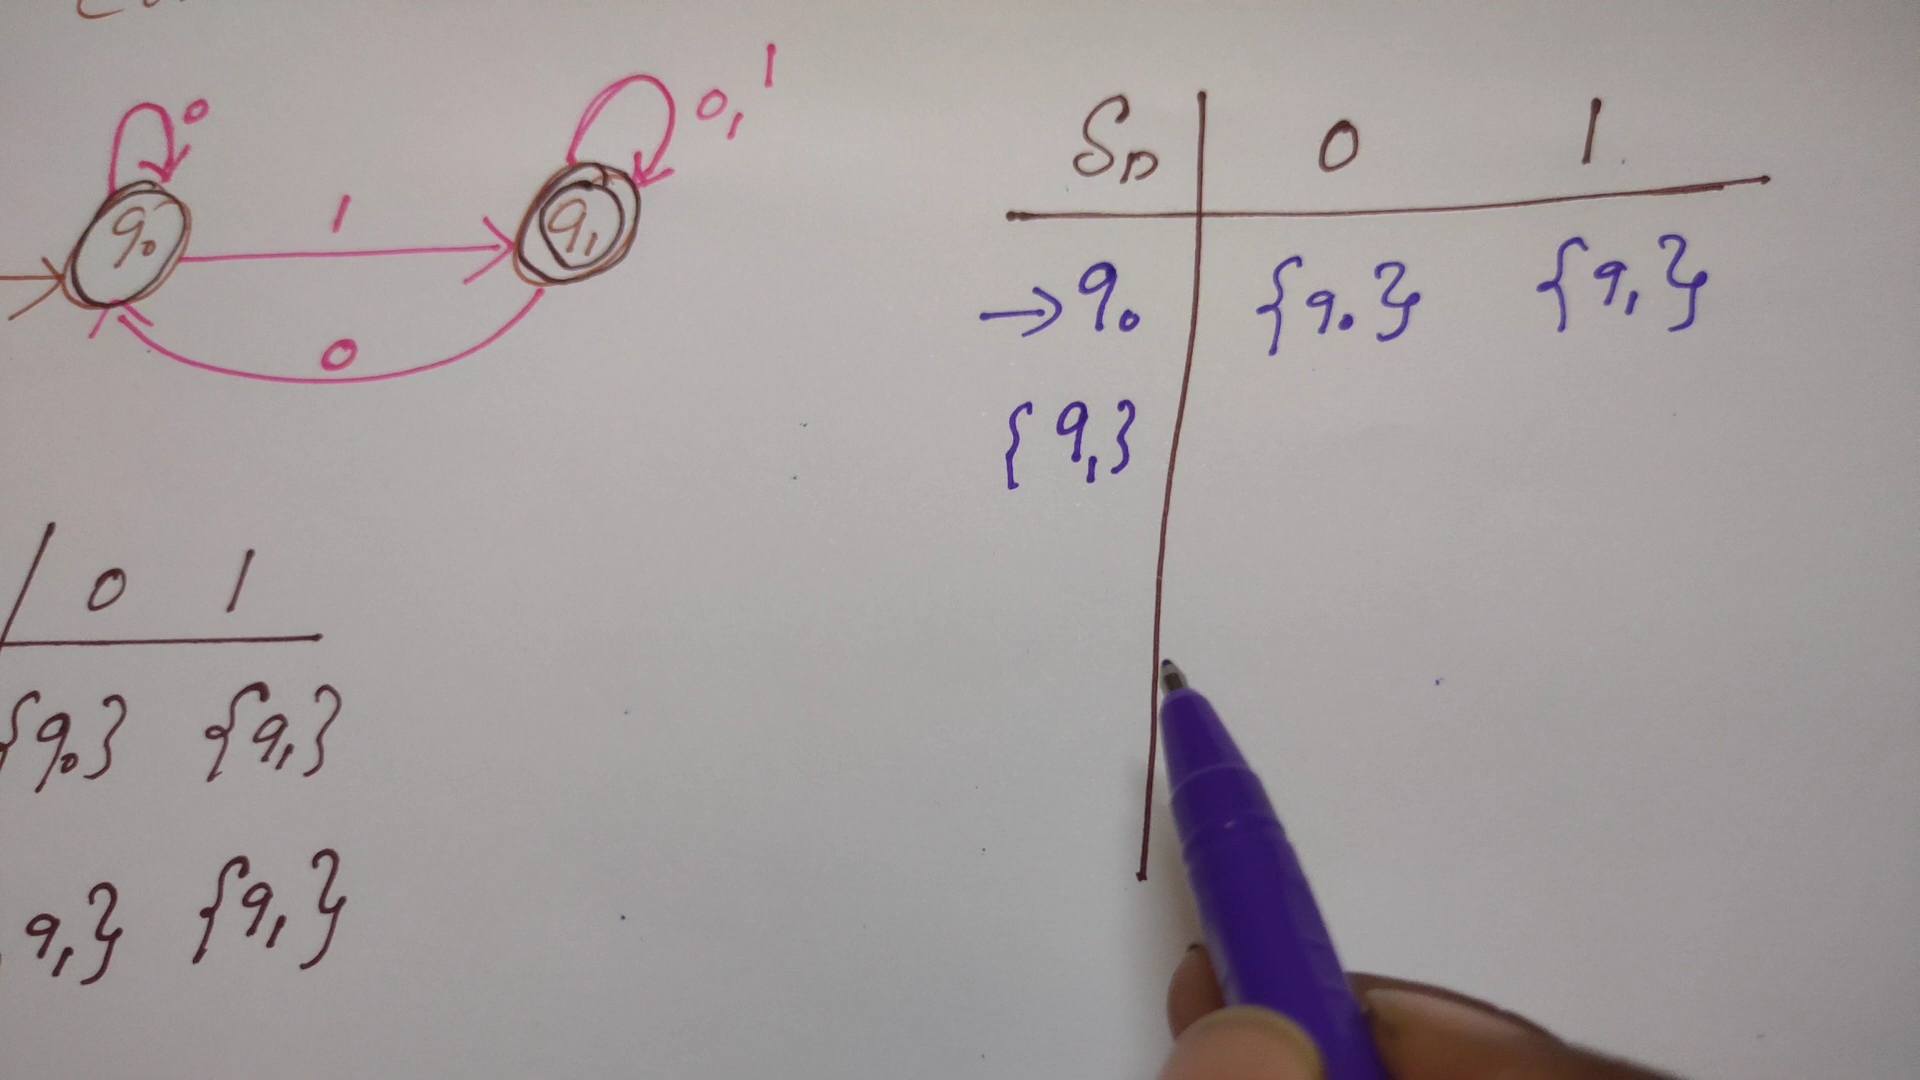 0
0, 1
q0
1
q1
0
δD 0 1
→ q0 {q0} {q1}
{q1}
0 1
{q0} {q1}
q1} {q1}